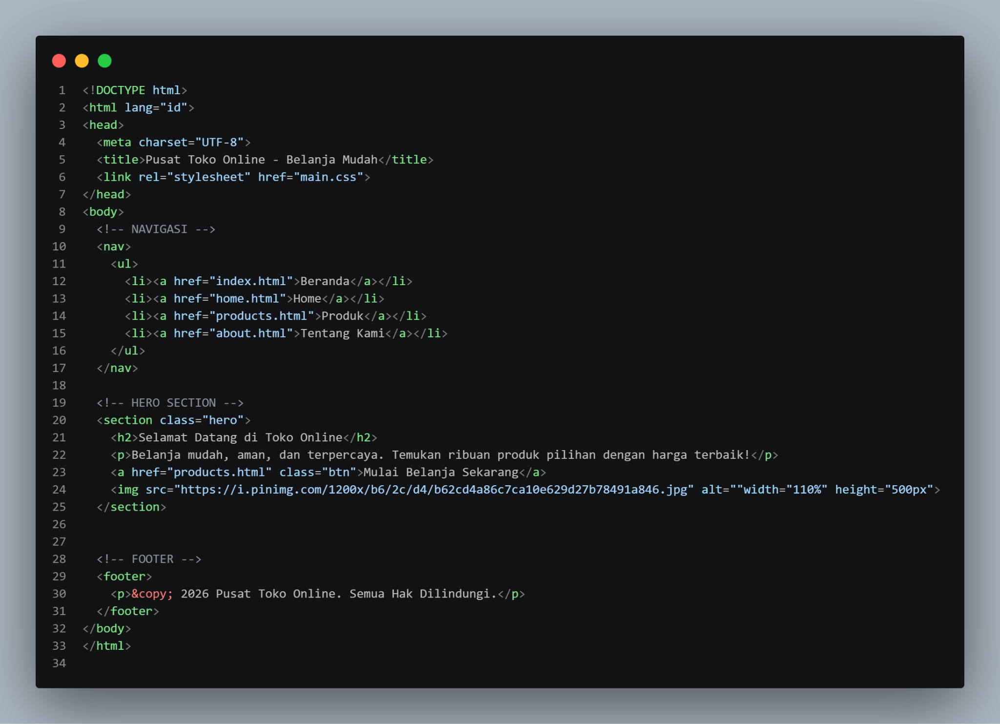 1 <!DOCTYPE html>
2 <html lang="id">
3 <head>
4   <meta charset="UTF-8">
5   <title>Pusat Toko Online - Belanja Mudah</title>
6   <link rel="stylesheet" href="main.css">
7 </head>
8 <body>
9   <!-- NAVIGASI -->
10   <nav>
11     <ul>
12       <li><a href="index.html">Beranda</a></li>
13       <li><a href="home.html">Home</a></li>
14       <li><a href="products.html">Produk</a></li>
15       <li><a href="about.html">Tentang Kami</a></li>
16     </ul>
17   </nav>
18
19   <!-- HERO SECTION -->
20   <section class="hero">
21     <h2>Selamat Datang di Toko Online</h2>
22     <p>Belanja mudah, aman, dan terpercaya. Temukan ribuan produk pilihan dengan harga terbaik!</p>
23     <a href="products.html" class="btn">Mulai Belanja Sekarang</a>
24     <img src="https://i.pinimg.com/1200x/b6/2c/d4/b62cd4a86c7ca10e629d27b78491a846.jpg" alt=""width="110%" height="500px">
25   </section>
26
27
28   <!-- FOOTER -->
29   <footer>
30     <p>&copy; 2026 Pusat Toko Online. Semua Hak Dilindungi.</p>
31   </footer>
32 </body>
33 </html>
34